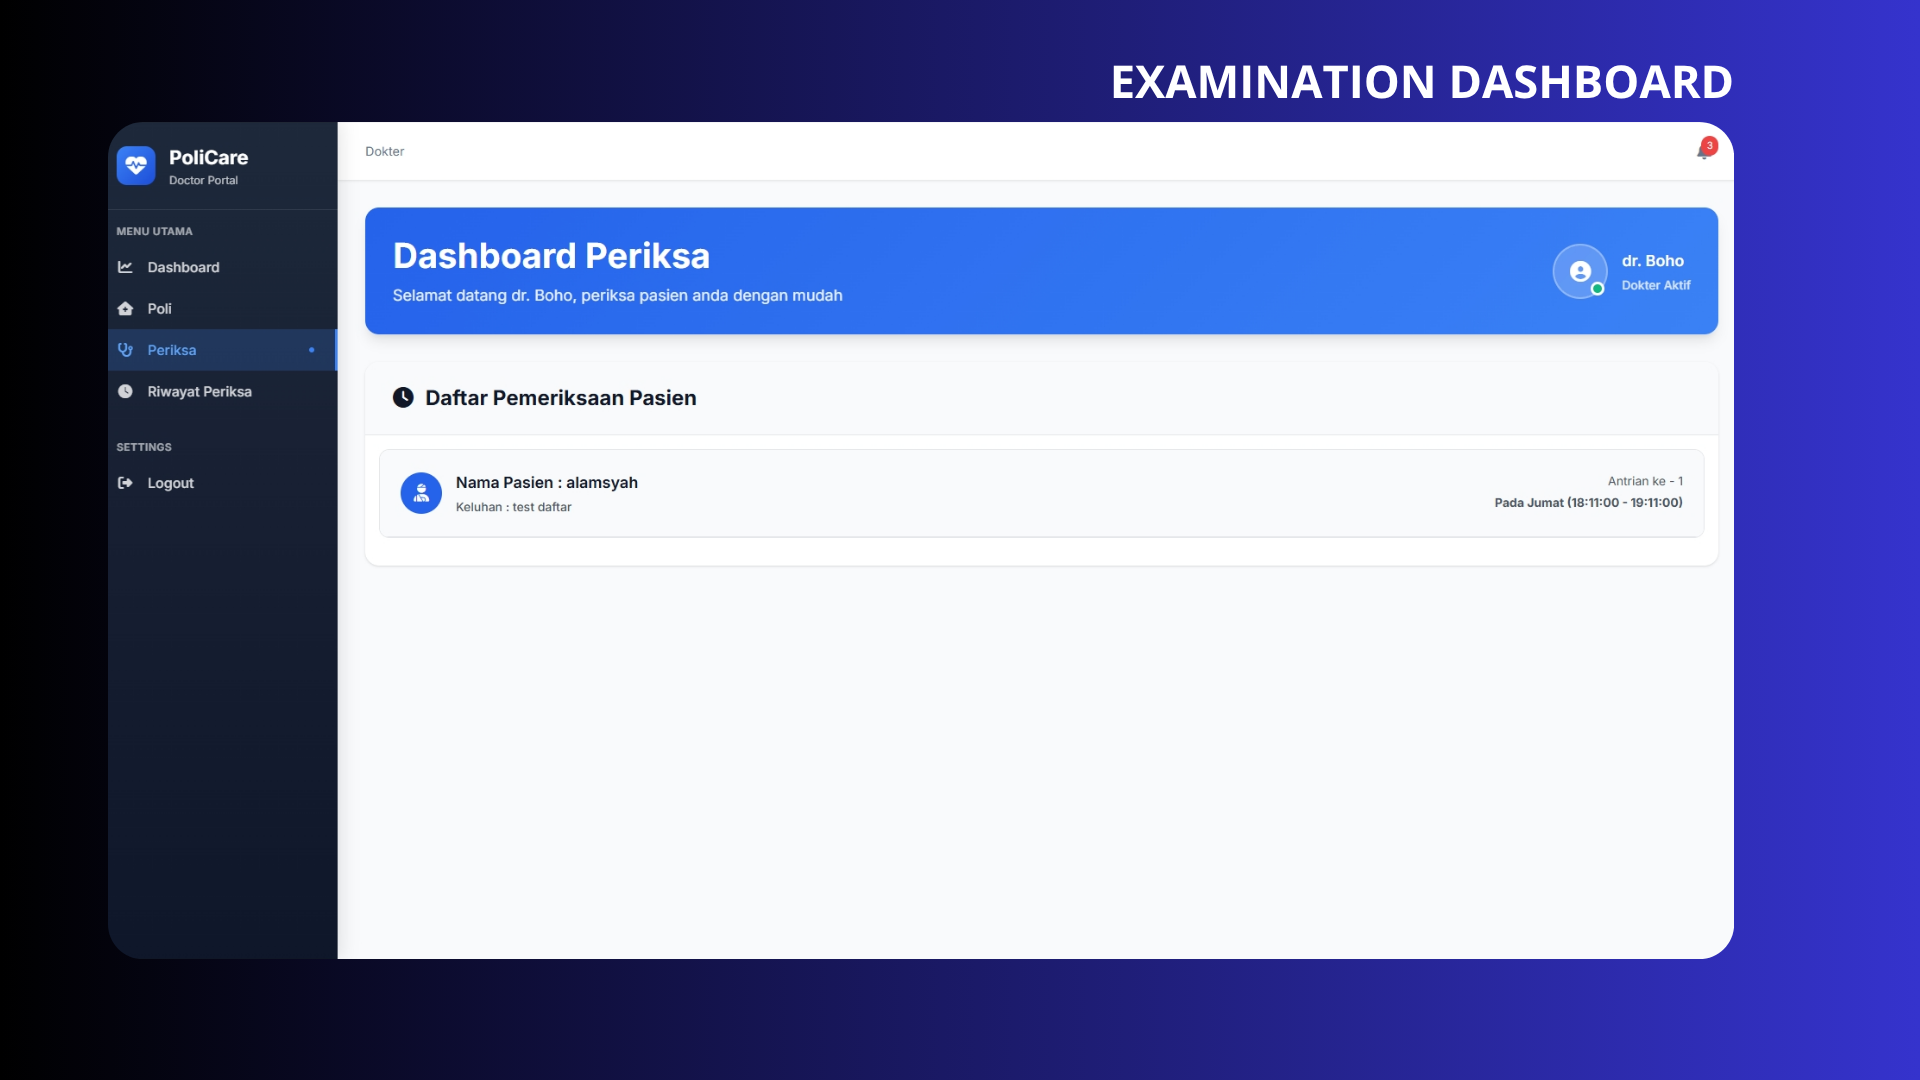 EXAMINATION DASHBOARD
PoliCare
Doctor Portal
MENU UTAMA
Dashboard
Poli
Periksa
Riwayat Periksa
SETTINGS
Logout
Dokter
3
Dashboard Periksa
Selamat datang dr. Boho, periksa pasien anda dengan mudah
dr. Boho
Dokter Aktif
Daftar Pemeriksaan Pasien
Nama Pasien : alamsyah
Keluhan : test daftar
Antrian ke - 1
Pada Jumat (18:11:00 - 19:11:00)